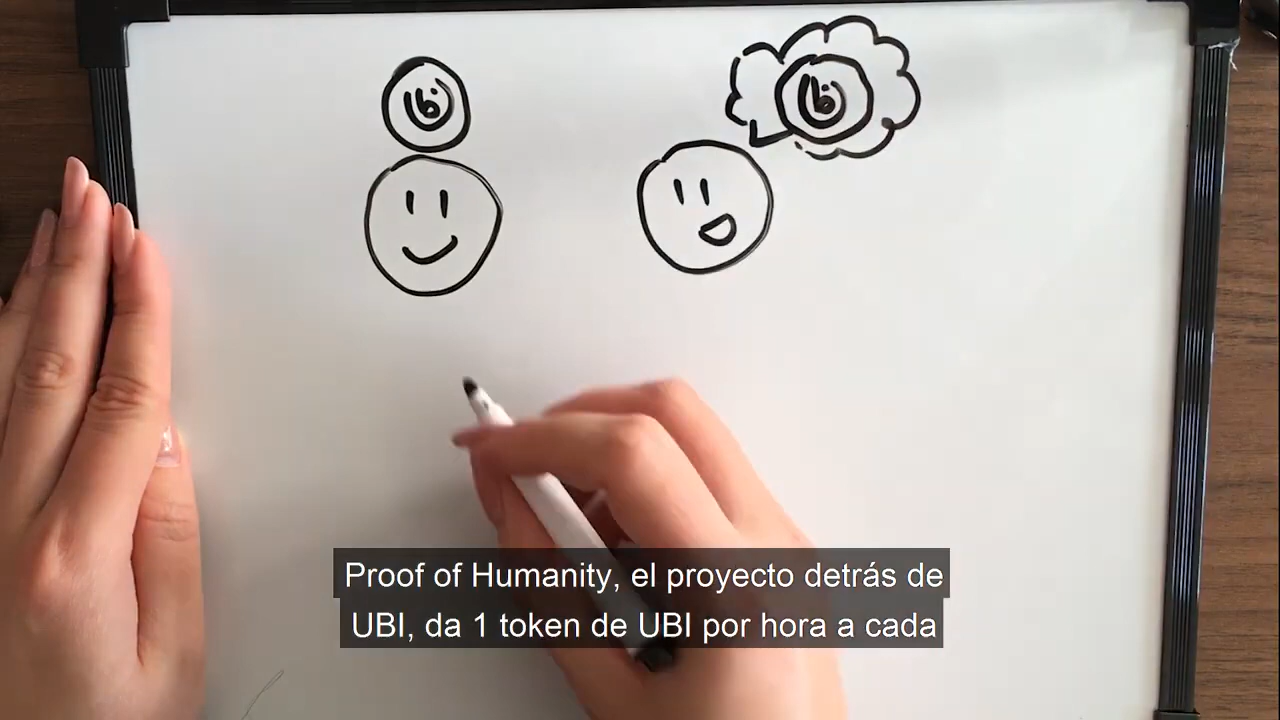 Proof of Humanity, el proyecto detrás de
UBI, da 1 token de UBI por hora a cada